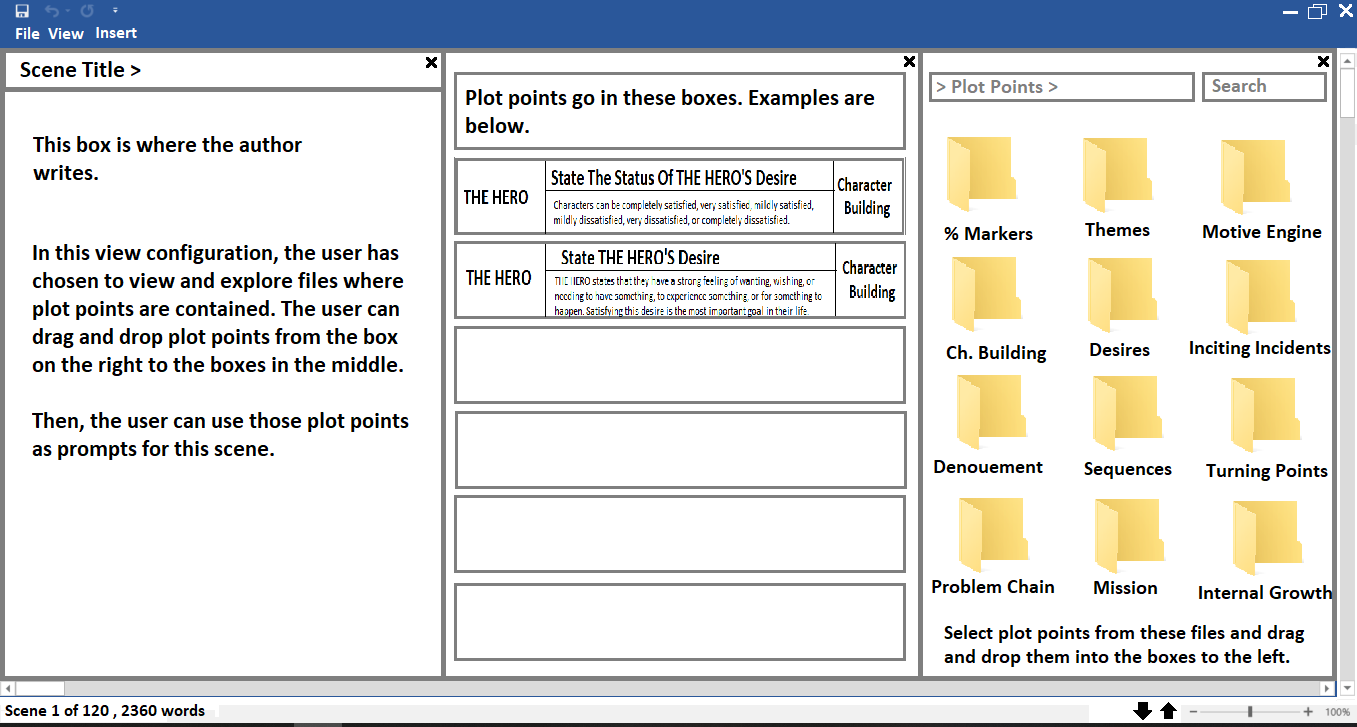 File View Insert
Scene Title >
This box is where the author
writes.
In this view configuration, the user has
chosen to view and explore files where
plot points are contained. The user can
drag and drop plot points from the box
on the right to the boxes in the middle.
Then, the user can use those plot points
as prompts for this scene.
Plot points go in these boxes. Examples are
below.
THE HERO
State The Status Of THE HERO'S Desire
Characters can be completely satisfied, very satisfied, mildly satisfied,
mildly dissatisfied, very dissatisfied, or completely dissatisfied.
Character
Building
THE HERO
State THE HERO'S Desire
THE HERO states that they have a strong feeling of wanting, wishing, or
needing to have something, to experience something, or for something to
happen. Satisfying this desire is the most important goal in their life.
Character
Building
> Plot Points >
Search
% Markers
Themes
Motive Engine
Ch. Building
Desires
Inciting Incidents
Denouement
Sequences
Turning Points
Problem Chain
Mission
Internal Growth
Select plot points from these files and drag
and drop them into the boxes to the left.
Scene 1 of 120 , 2360 words
100%